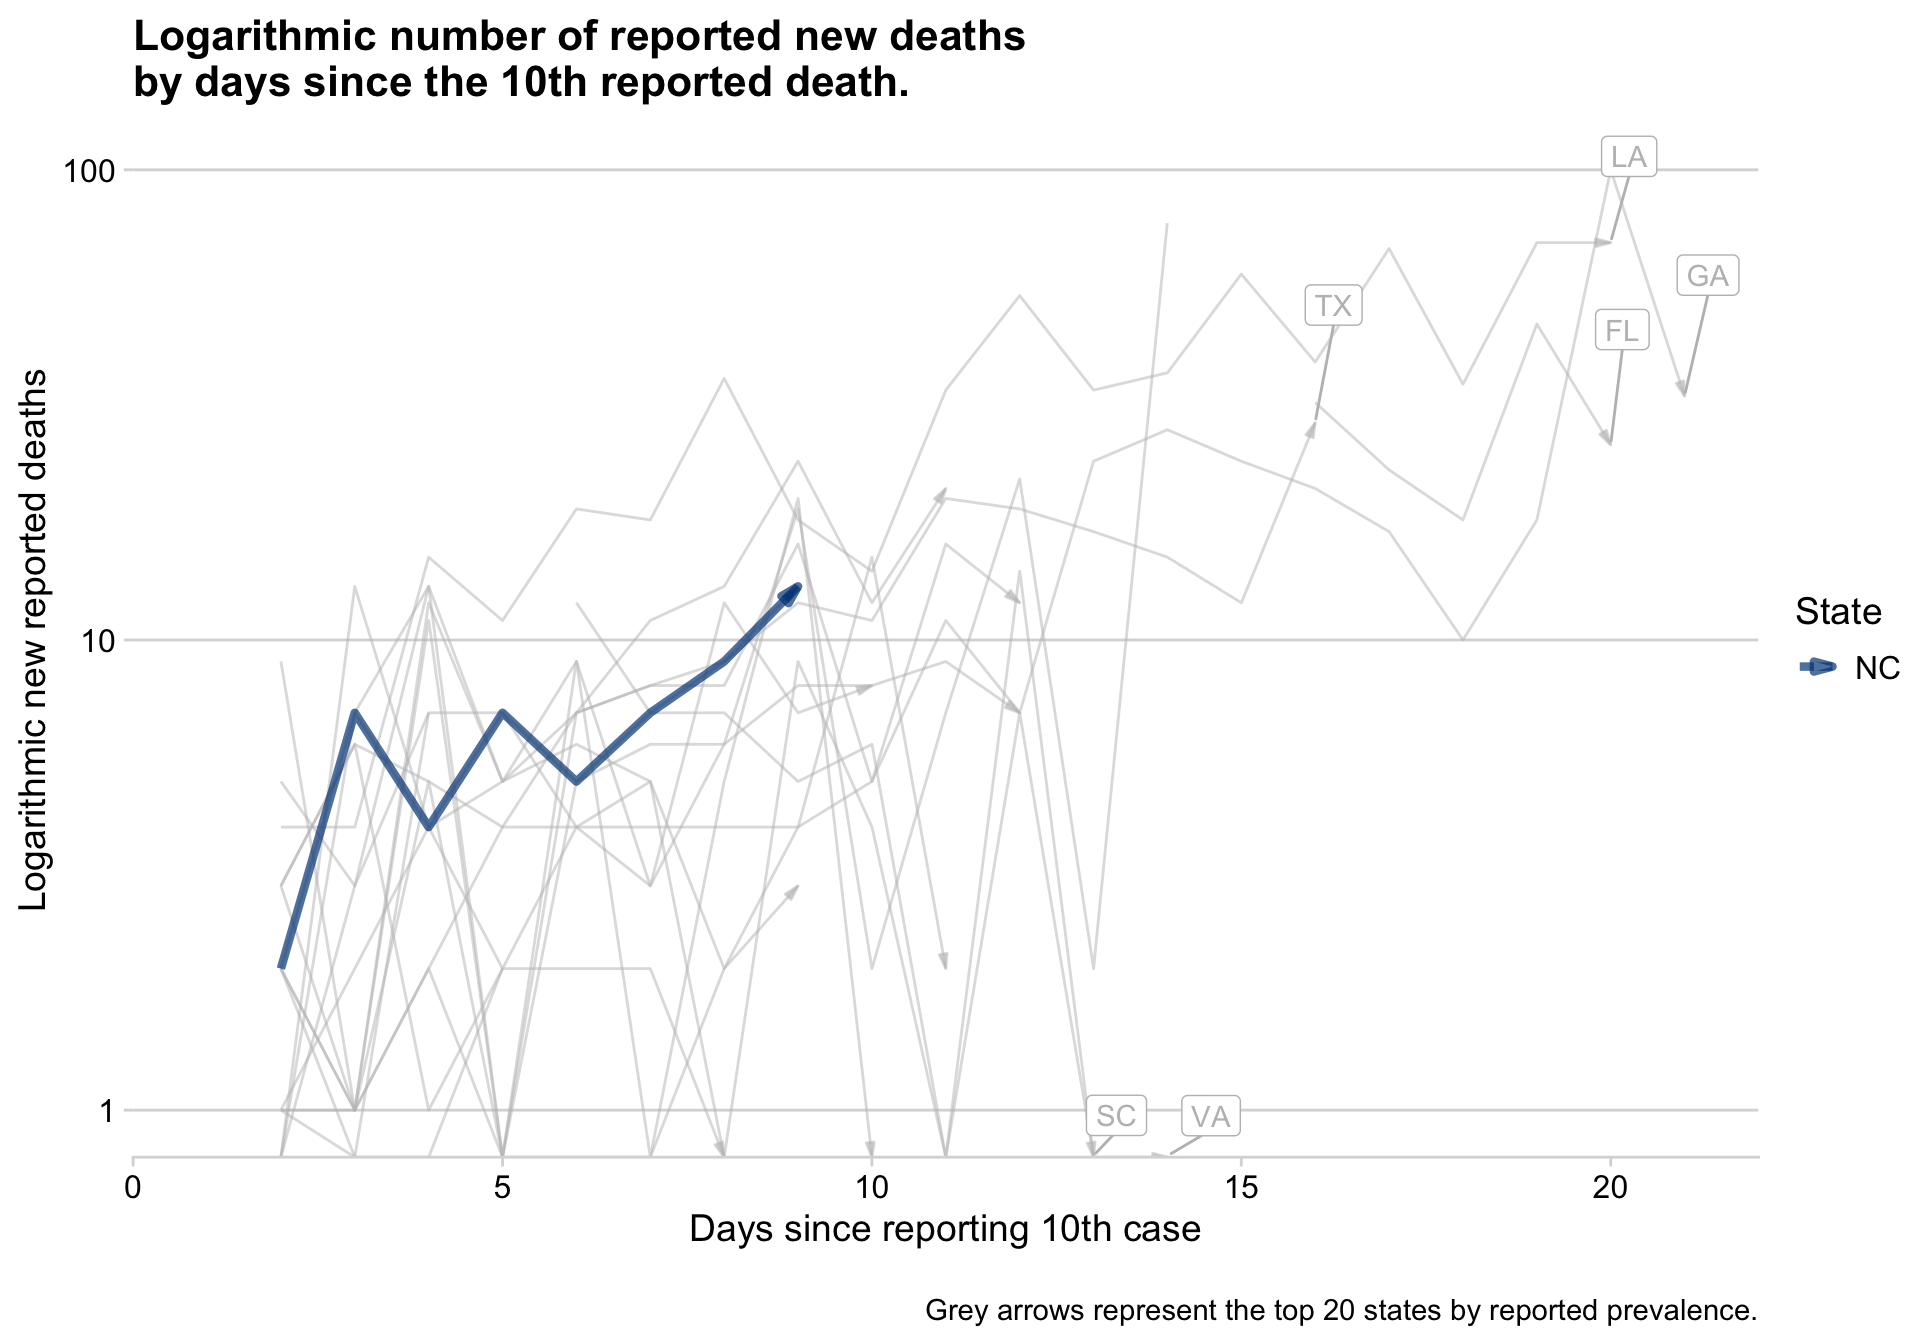 Logarithmic number of reported new deaths
by days since the 10th reported death.
Logarithmic new reported deaths
100
10
1
LA
GA
TX
FL
SC
VA
State
NC
0
5
10
15
20
Days since reporting 10th case
Grey arrows represent the top 20 states by reported prevalence.